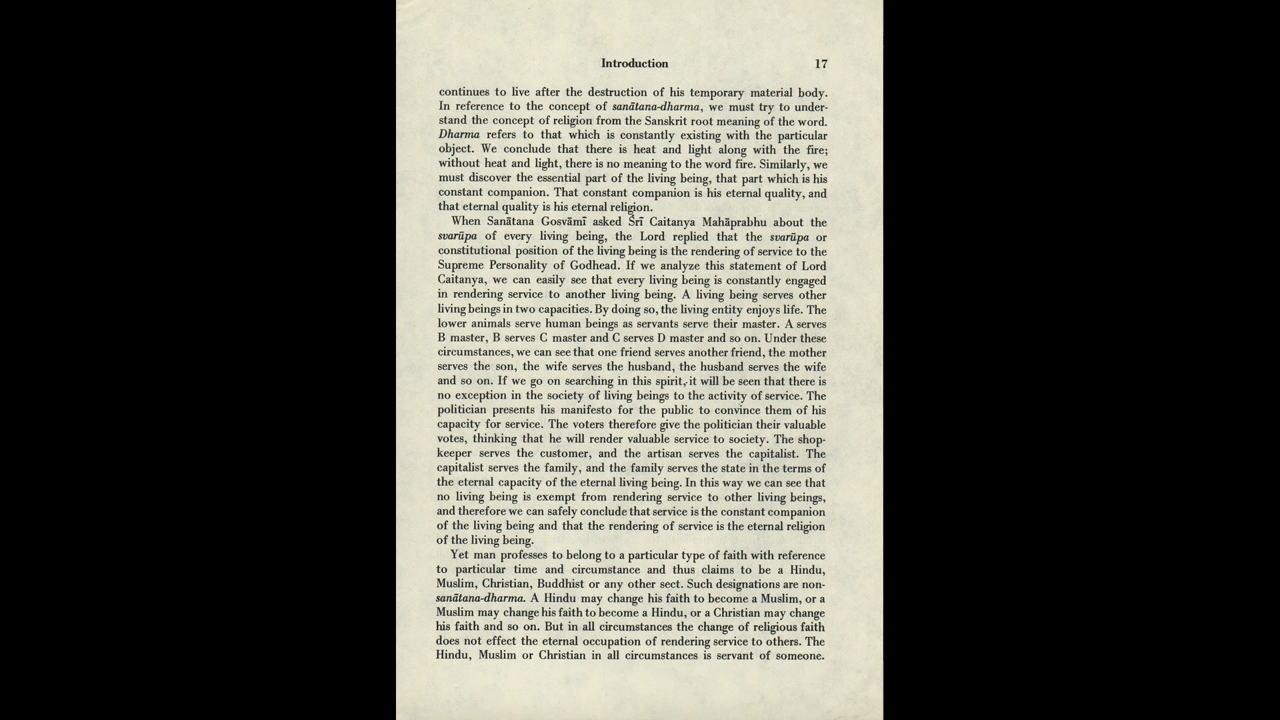 Introduction 17
continues to live after the destruction of his temporary material body.
In reference to the concept of sanātana-dharma, we must try to under-
stand the concept of religion from the Sanskrit root meaning of the word.
Dharma refers to that which is constantly existing with the particular
object. We conclude that there is heat and light along with the fire;
without heat and light, there is no meaning to the word fire. Similarly, we
must discover the essential part of the living being, that part which is his
constant companion. That constant companion is his eternal quality, and
that eternal quality is his eternal religion.
When Sanātana Gosvāmī asked Śrī Caitanya Mahāprabhu about the
svarūpa of every living being, the Lord replied that the svarūpa or
constitutional position of the living being is the rendering of service to the
Supreme Personality of Godhead. If we analyze this statement of Lord
Caitanya, we can easily see that every living being is constantly engaged
in rendering service to another living being. A living being serves other
living beings in two capacities. By doing so, the living entity enjoys life. The
lower animals serve human beings as servants serve their master. A serves
B master, B serves C master and C serves D master and so on. Under these
circumstances, we can see that one friend serves another friend, the mother
serves the son, the wife serves the husband, the husband serves the wife
and so on. If we go on searching in this spirit, it will be seen that there is
no exception in the society of living beings to the activity of service. The
politician presents his manifesto for the public to convince them of his
capacity for service. The voters therefore give the politician their valuable
votes, thinking that he will render valuable service to society. The shop-
keeper serves the customer, and the artisan serves the capitalist. The
capitalist serves the family, and the family serves the state in the terms of
the eternal capacity of the eternal living being. In this way we can see that
no living being is exempt from rendering service to other living beings,
and therefore we can safely conclude that service is the constant companion
of the living being and that the rendering of service is the eternal religion
of the living being.
Yet man professes to belong to a particular type of faith with reference
to particular time and circumstance and thus claims to be a Hindu,
Muslim, Christian, Buddhist or any other sect. Such designations are non-
sanātana-dharma. A Hindu may change his faith to become a Muslim, or a
Muslim may change his faith to become a Hindu, or a Christian may change
his faith and so on. But in all circumstances the change of religious faith
does not effect the eternal occupation of rendering service to others. The
Hindu, Muslim or Christian in all circumstances is servant of someone.